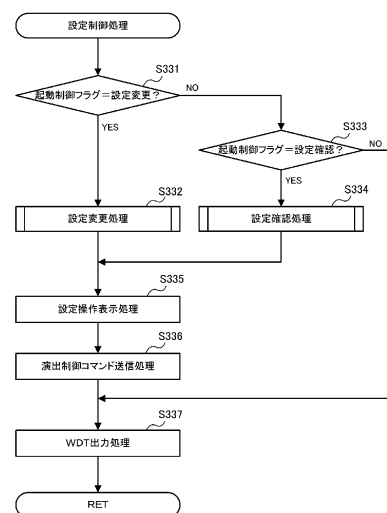 設定制御処理
S331
起動制御フラグ=設定変更?
NO
YES
S333
起動制御フラグ=設定確認?
NO
YES
S332
設定変更処理
S334
設定確認処理
S335
設定操作表示処理
S336
演出制御コマンド送信処理
S337
WDT出力処理
RET